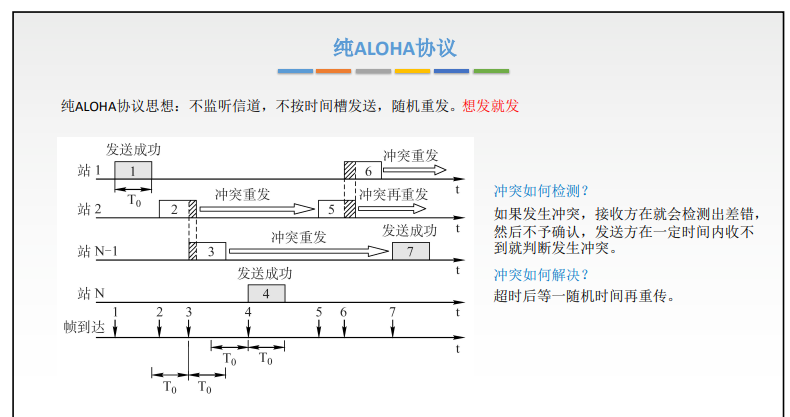 纯ALOHA协议
纯ALOHA协议思想：不监听信道，不按时间槽发送，随机重发。想发就发
发送成功
冲突重发
站 1
1
6
t
T0
冲突重发
冲突再重发
站 2
2
5
t
冲突重发
发送成功
站 N-1
3
7
t
发送成功
站 N
4
t
1 2 3 4 5 6 7
帧到达
t
T0 T0
T0 T0
冲突如何检测？
如果发生冲突，接收方在就会检测出差错，
然后不予确认，发送方在一定时间内收不
到就判断发生冲突。
冲突如何解决？
超时后等一随机时间再重传。